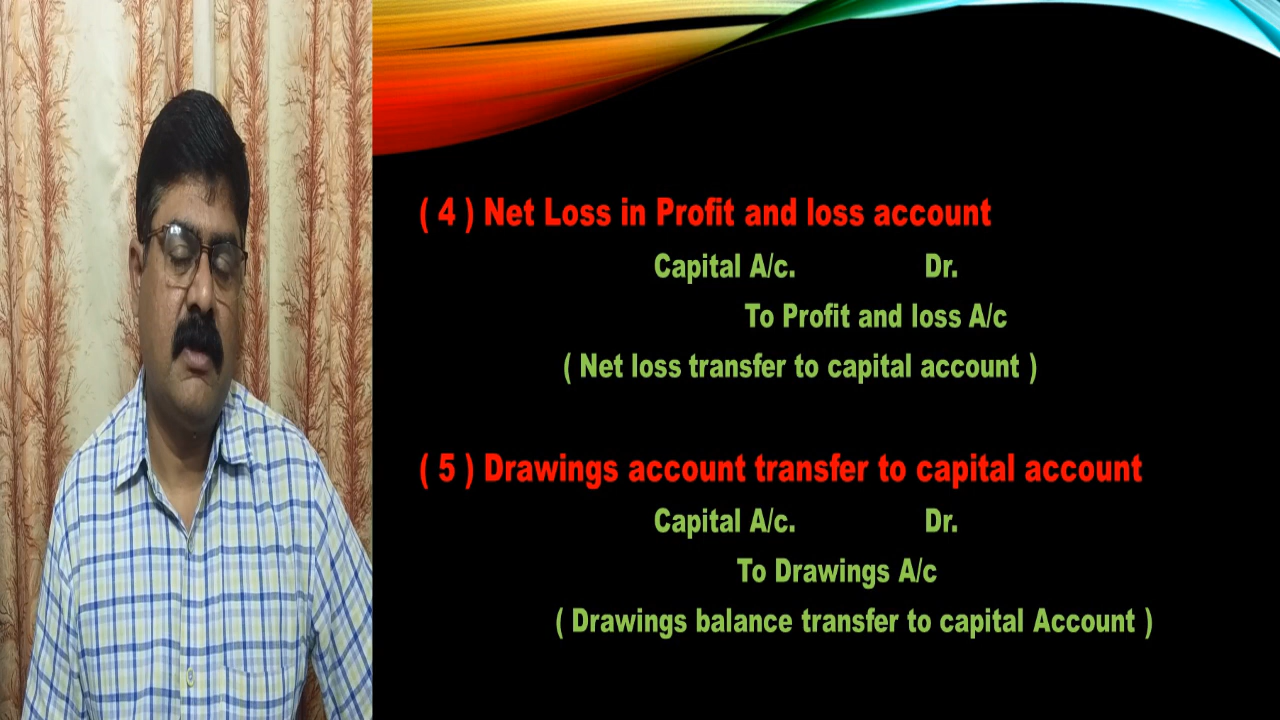 ( 4 ) Net Loss in Profit and loss account
Capital A/c. Dr.
To Profit and loss A/c
( Net loss transfer to capital account )
( 5 ) Drawings account transfer to capital account
Capital A/c. Dr.
To Drawings A/c
( Drawings balance transfer to capital Account )